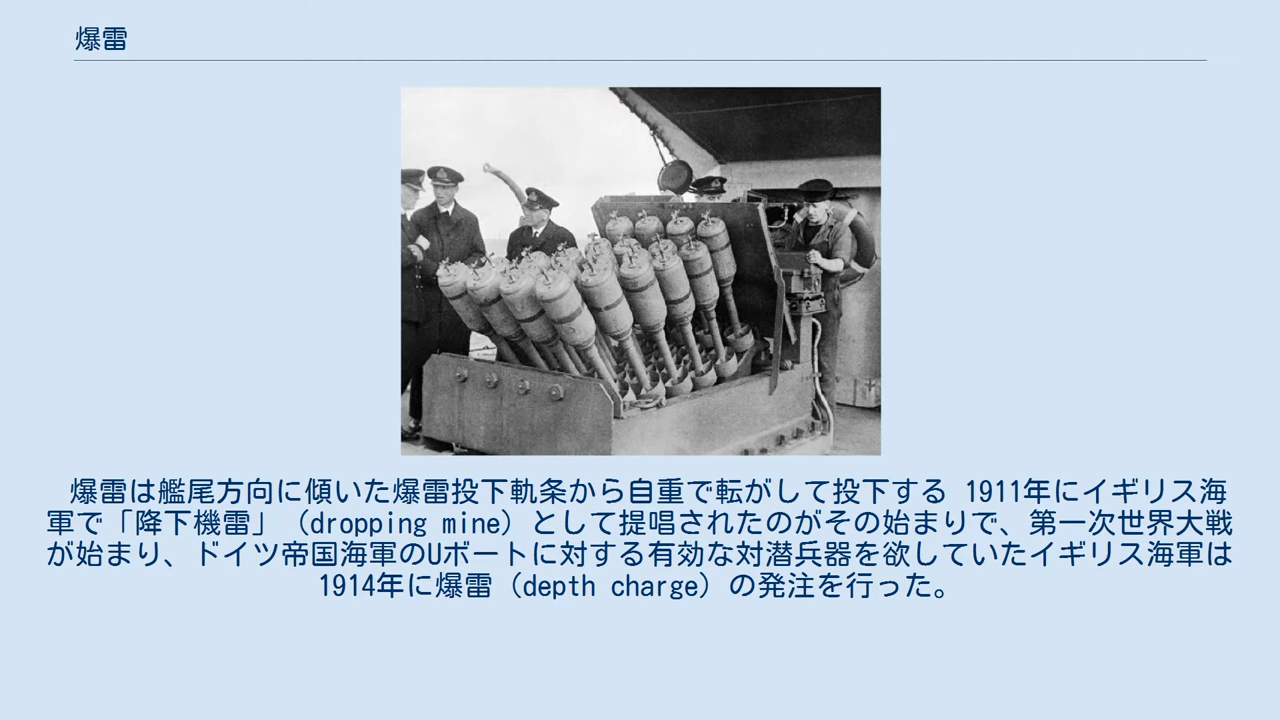 爆雷
爆雷は艦尾方向に傾いた爆雷投下軌条から自重で転がして投下する 1911年にイギリス海
軍で「降下機雷」（dropping mine）として提唱されたのがその始まりで、第一次世界大戦
が始まり、ドイツ帝国海軍のUボートに対する有効な対潜兵器を欲していたイギリス海軍は
1914年に爆雷（depth charge）の発注を行った。